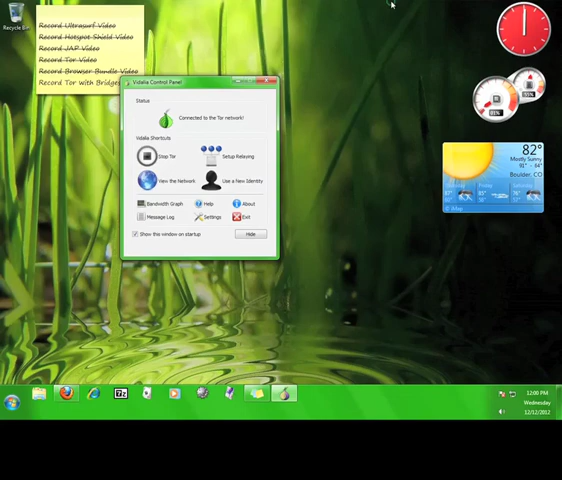 Recycle Bin
Record Ultrasurf Video
Record Hotspot Shield Video
Record JAP Video
Record Tor Video
Record Browser Bundle Video
Record Tor with Bridges
Vidalia Control Panel
Status
Connected to the Tor network!
Vidalia Shortcuts
Stop Tor
Setup Relaying
View the Network
Use a New Identity
Bandwidth Graph
Help
About
Message Log
Settings
Exit
Show this window on startup
Hide
82°
Mostly Sunny
91° - 64°
Boulder, CO
Friday
12:00 PM
Wednesday
12/12/2012